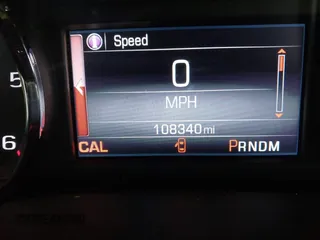 Speed
0
5
MPH
108340 mi
6
CAL PRNDM